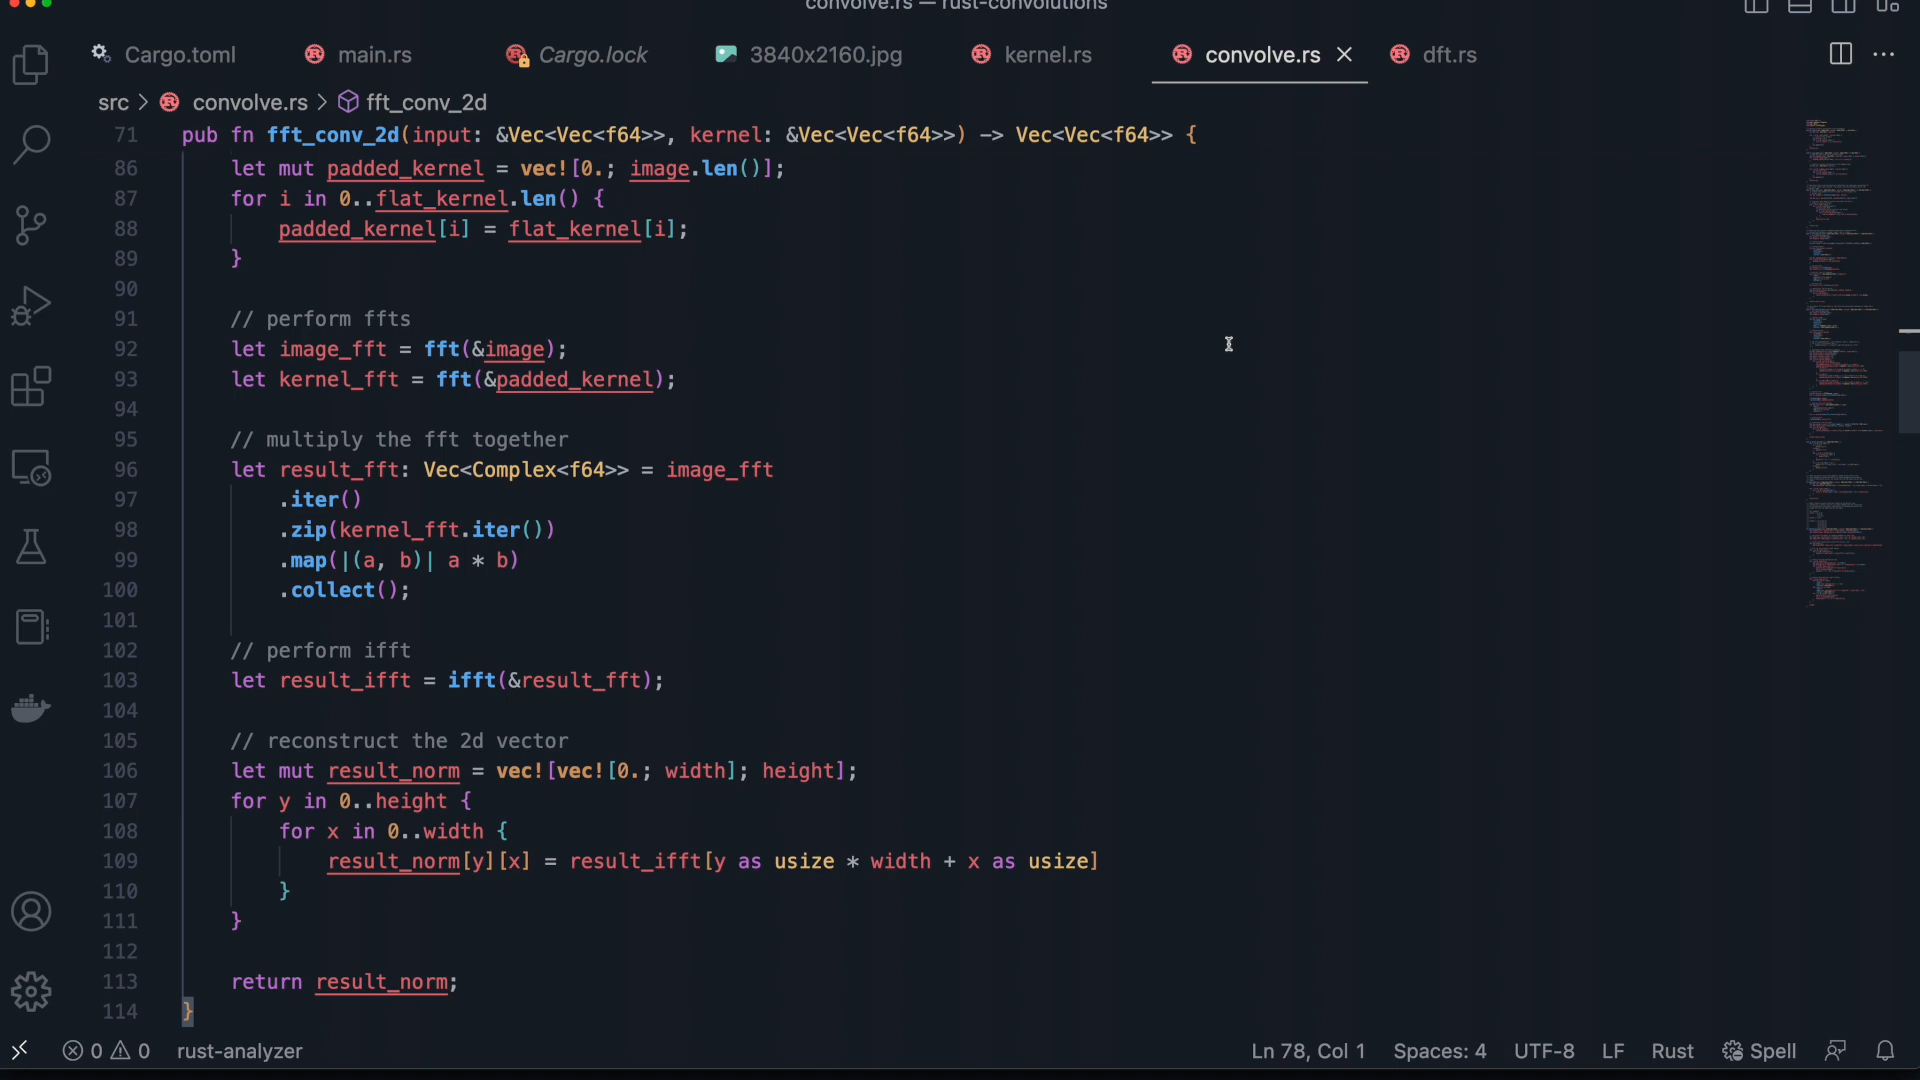 convolve.rs — rust-convolutions
Cargo.toml
main.rs
Cargo.lock
3840x2160.jpg
kernel.rs
convolve.rs
dft.rs
src > convolve.rs > fft_conv_2d
71 pub fn fft_conv_2d(input: &Vec<Vec<f64>>, kernel: &Vec<Vec<f64>>) -> Vec<Vec<f64>> {
86 let mut padded_kernel = vec![0.; image.len()];
87 for i in 0..flat_kernel.len() {
88 padded_kernel[i] = flat_kernel[i];
89 }
90
91 // perform ffts
92 let image_fft = fft(&image);
93 let kernel_fft = fft(&padded_kernel);
94
95 // multiply the fft together
96 let result_fft: Vec<Complex<f64>> = image_fft
97 .iter()
98 .zip(kernel_fft.iter())
99 .map(|(a, b)| a * b)
100 .collect();
101
102 // perform ifft
103 let result_ifft = ifft(&result_fft);
104
105 // reconstruct the 2d vector
106 let mut result_norm = vec![vec![0.; width]; height];
107 for y in 0..height {
108 for x in 0..width {
109 result_norm[y][x] = result_ifft[y as usize * width + x as usize]
110 }
111 }
112
113 return result_norm;
114 }
0 0 rust-analyzer Ln 78, Col 1 Spaces: 4 UTF-8 LF Rust Spell